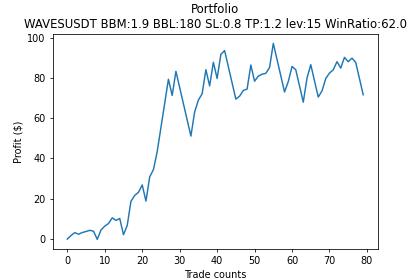 Portfolio
WAVESUSDT BBM:1.9 BBL:180 SL:0.8 TP:1.2 lev:15 WinRatio:62.0
100
80
60
40
20
0
Profit ($)
0 10 20 30 40 50 60 70 80
Trade counts